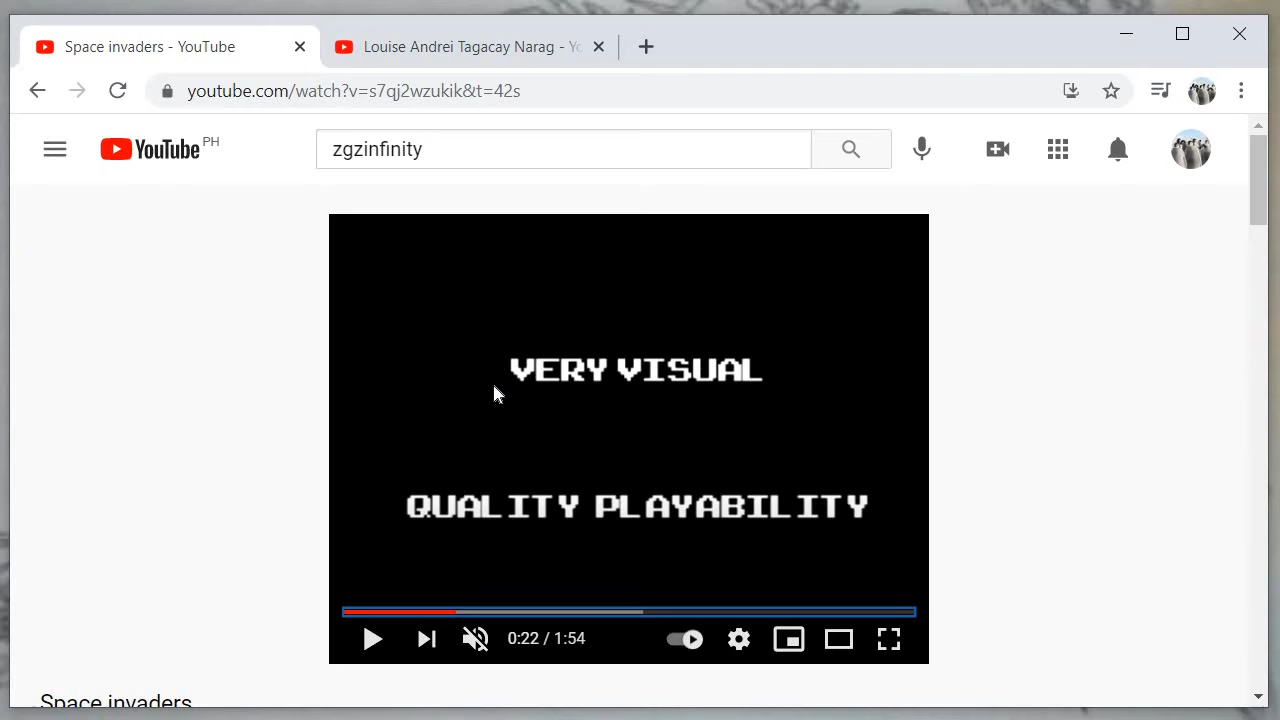 Space invaders - YouTube
Louise Andrei Tagacay Narag - Yo
youtube.com/watch?v=s7qj2wzukik&t=42s
YouTube PH
zgzinfinity
VERY VISUAL
QUALITY PLAYABILITY
0:22 / 1:54
Space invaders